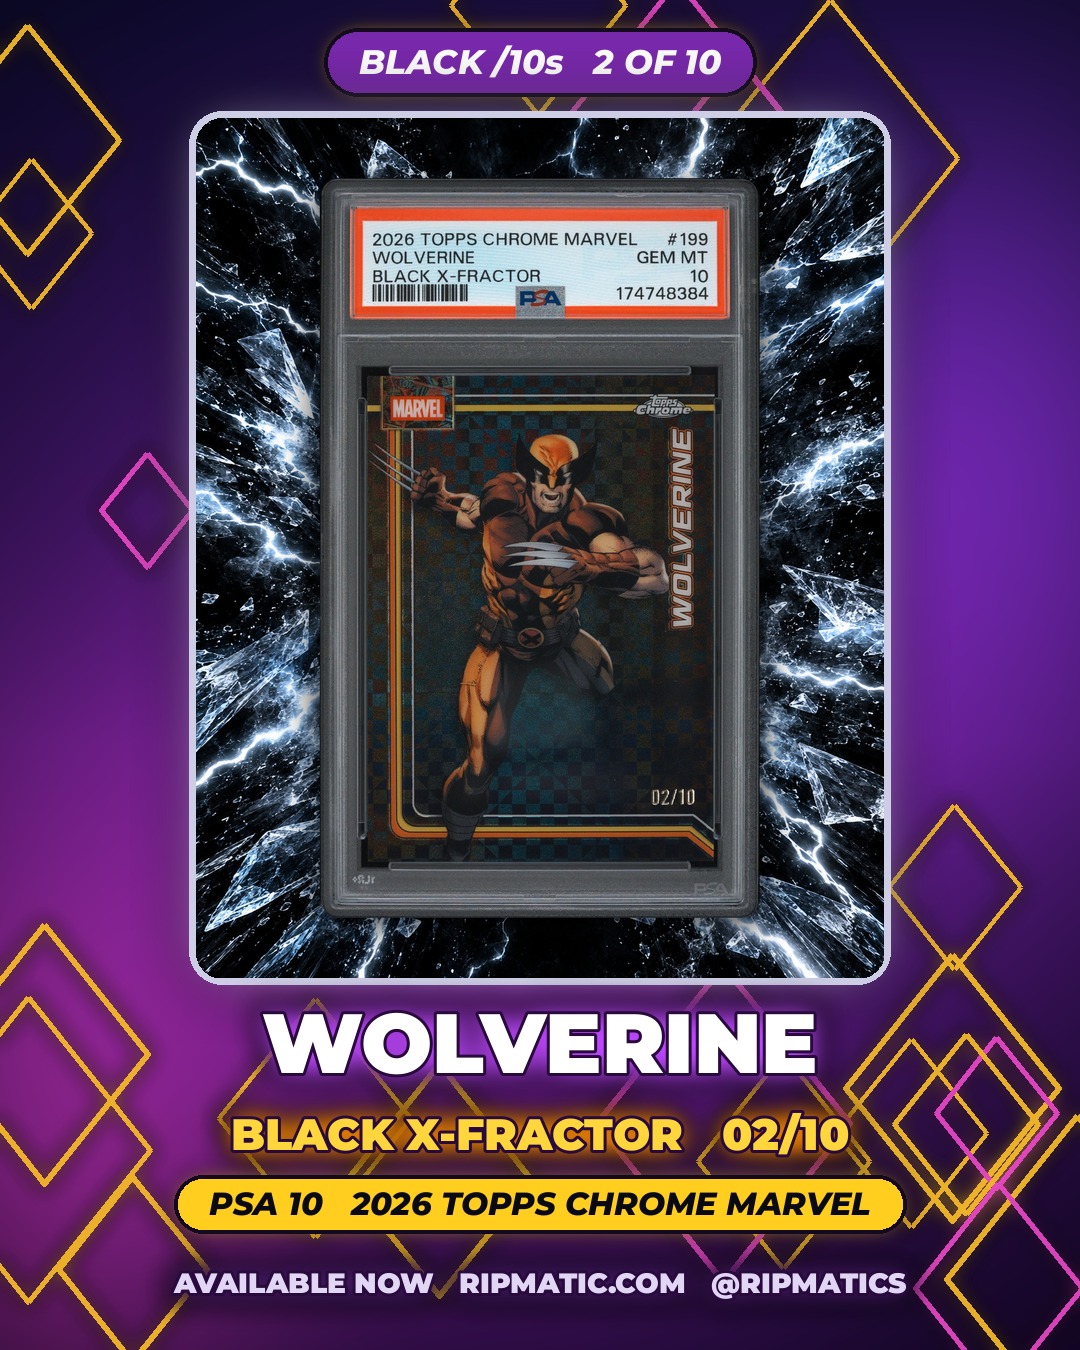 BLACK /10s 2 OF 10
2026 TOPPS CHROME MARVEL #199
WOLVERINE GEM MT
BLACK X-FRACTOR 10
PSA 174748384
MARVEL
Topps Chrome
WOLVERINE
02/10
PSA
WOLVERINE
BLACK X-FRACTOR 02/10
PSA 10 2026 TOPPS CHROME MARVEL
AVAILABLE NOW RIPMATIC.COM @RIPMATICS